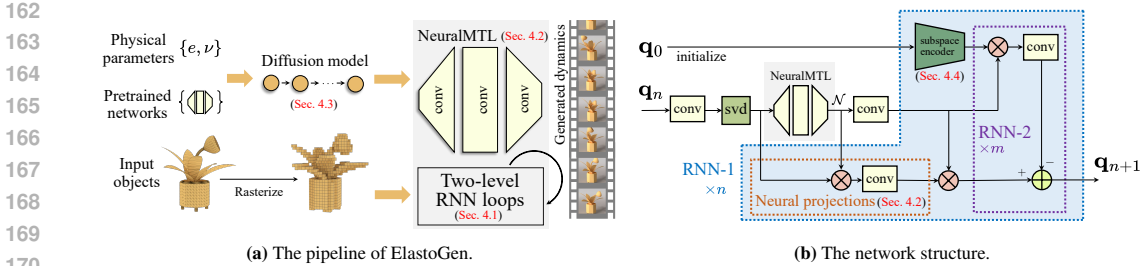 162
163
164
165
166
167
168
169
170
Physical
parameters {e, ν}
Pretrained
networks { }
Input
objects
Rasterize
Diffusion model
(Sec. 4.3)
NeuralMTL (Sec. 4.2)
conv
conv
conv
Two-level
RNN loops
(Sec. 4.1)
Generated dynamics
(a) The pipeline of ElastoGen.
q0
initialize
subspace
encoder
(Sec. 4.4)
conv
qn
conv
svd
NeuralMTL
𝒩
conv
RNN-2
×m
RNN-1
×n
conv
Neural projections (Sec. 4.2)
−
+
qn+1
(b) The network structure.